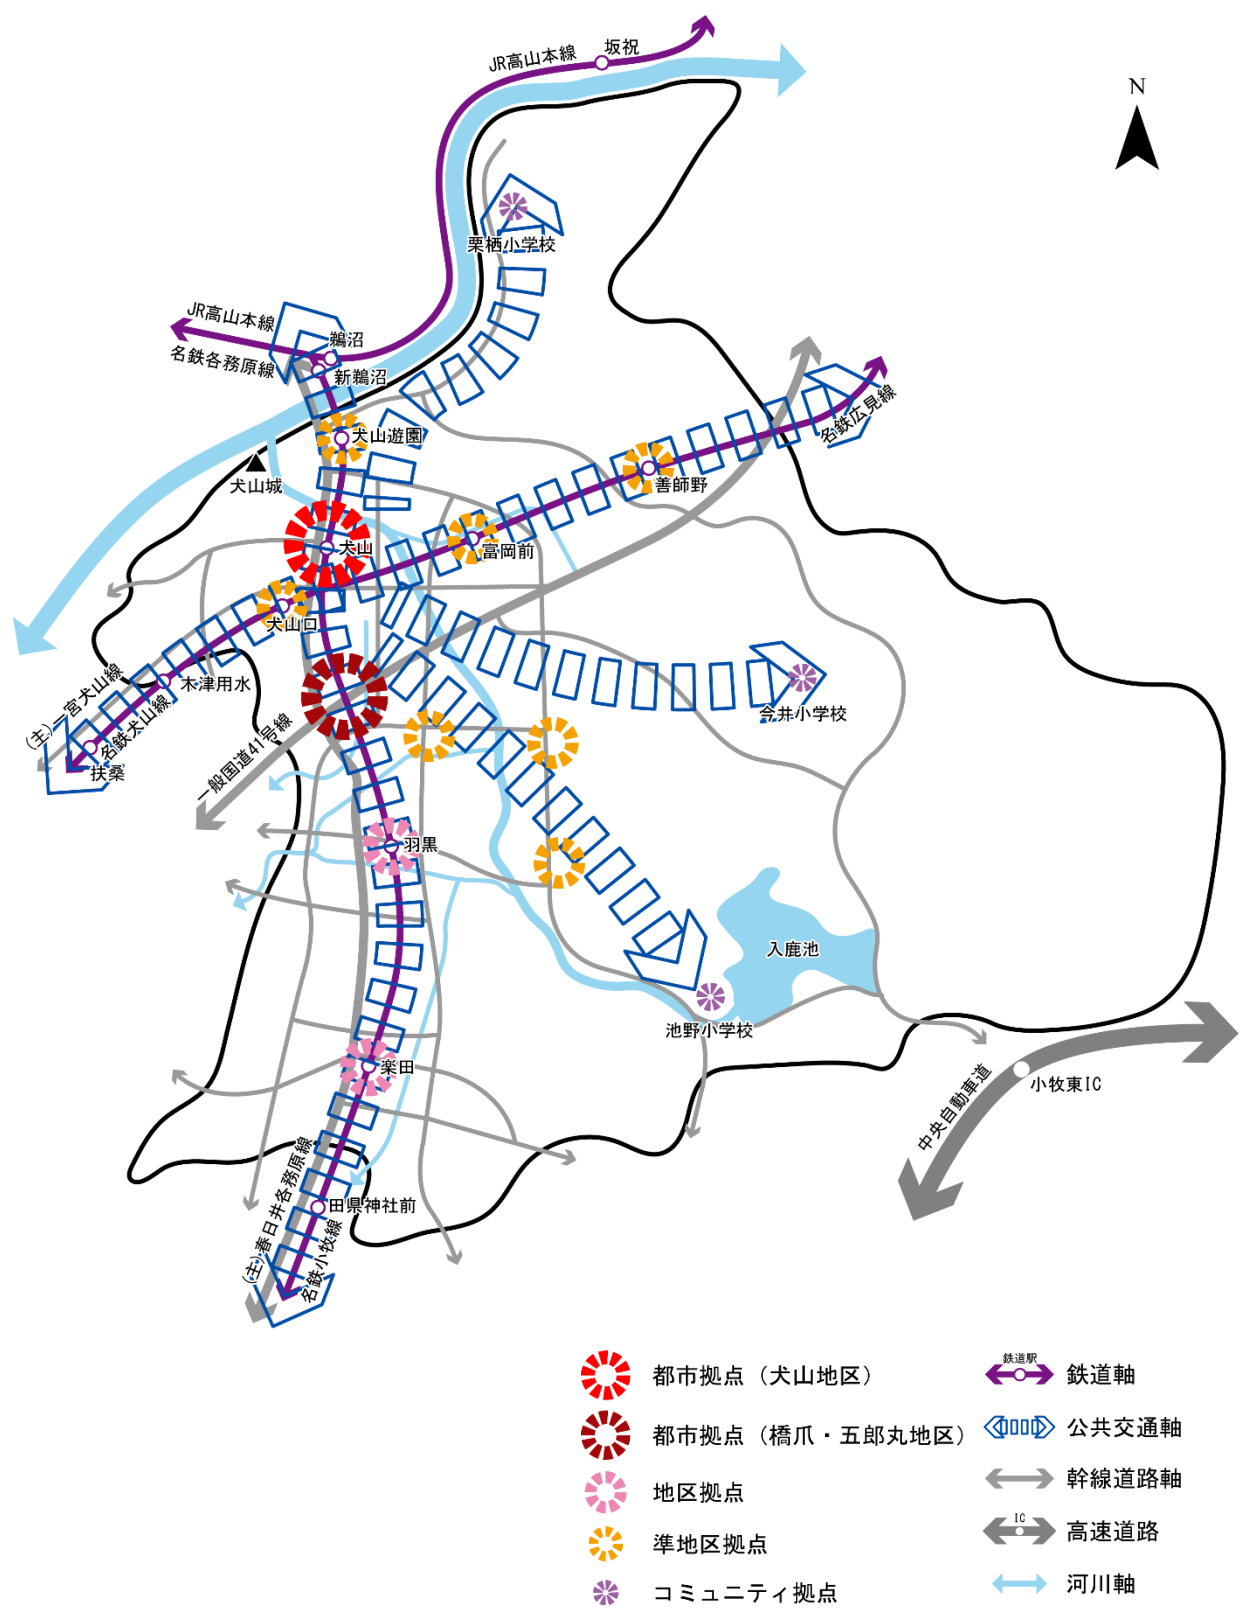 坂祝
JR高山本線
N
栗栖小学校
JR高山本線
鵜沼
名鉄各務原線
新鵜沼
名鉄広見線
犬山遊園
犬山城
善師野
犬山
富岡前
犬山口
木津用水
(主)一宮犬山線
名鉄犬山線
今井小学校
扶桑
一般国道41号線
羽黒
入鹿池
池野小学校
楽田
小牧東IC
中央自動車道
田県神社前
(主)春日井各務原線
名鉄小牧線
都市拠点（犬山地区）
都市拠点（橋爪・五郎丸地区）
地区拠点
準地区拠点
コミュニティ拠点
鉄道駅
鉄道軸
公共交通軸
幹線道路軸
IC
高速道路
河川軸